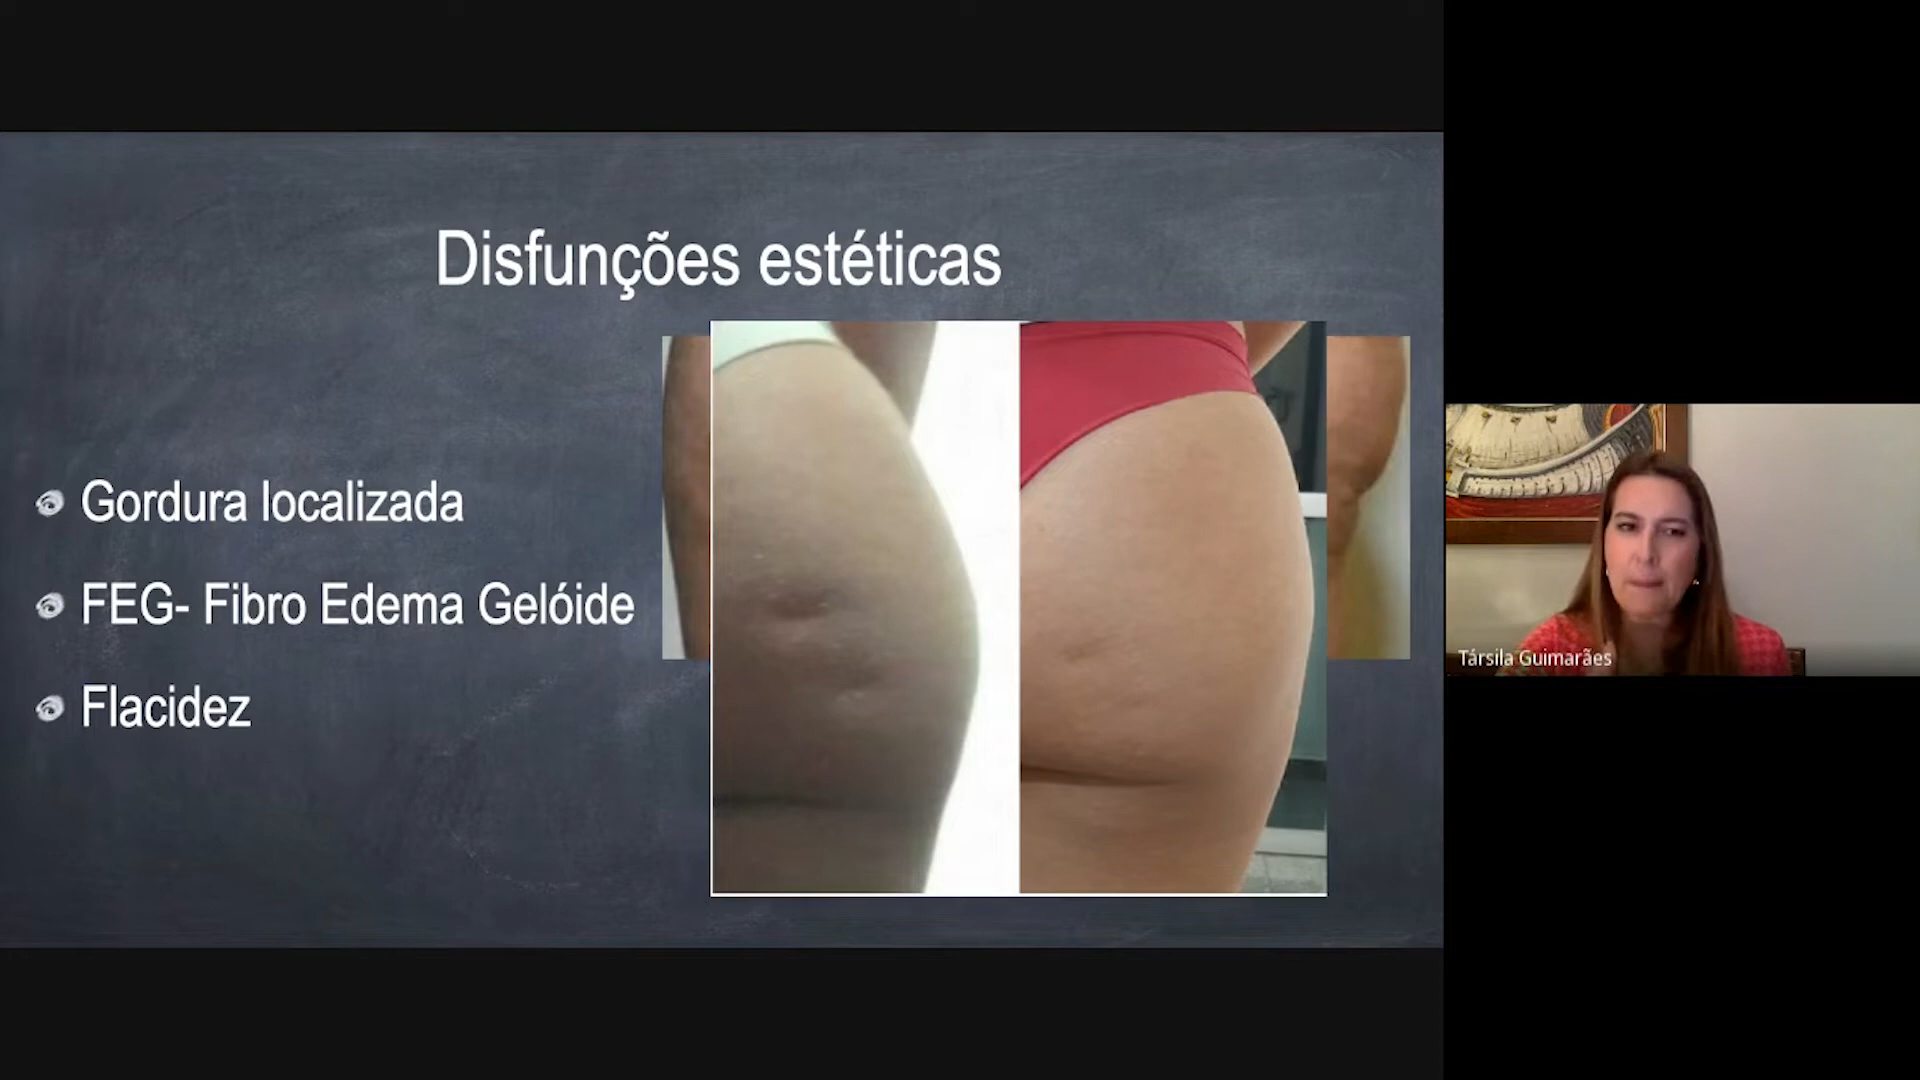 Disfunções estéticas
Gordura localizada
FEG- Fibro Edema Gelóide
Flacidez
Társila Guimarães